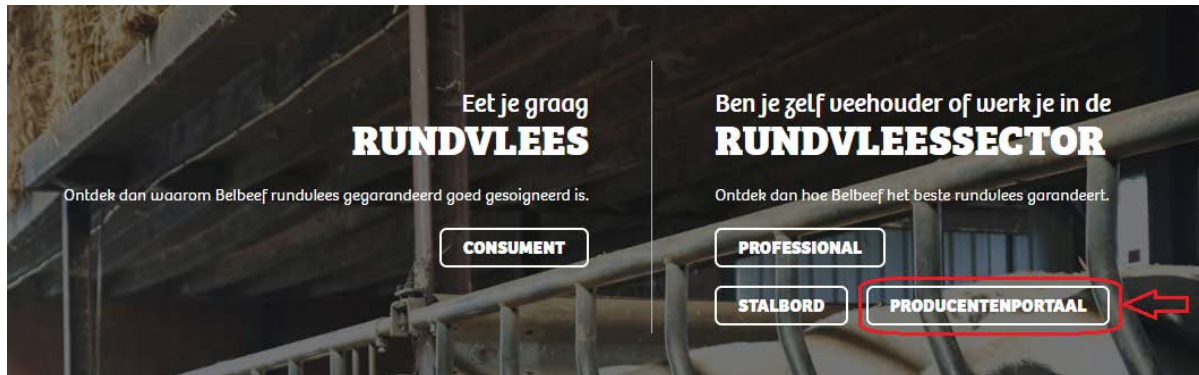 Eet je graag
RUNDVLEES
Ontdek dan waarom Belbeef rundvlees gegarandeerd goed gesoigneerd is.
CONSUMENT
Ben je zelf veehouder of werk je in de
RUNDVLEESSECTOR
Ontdek dan hoe Belbeef het beste rundvlees garandeert.
PROFESSIONAL
STALBORD PRODUCENTENPORTAAL